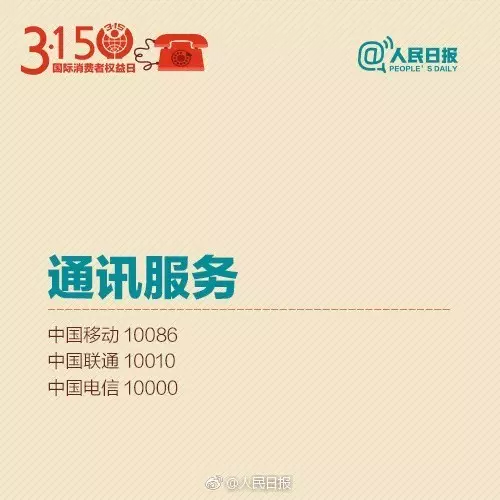 3·15
3·15
国际消费者权益日
@人民日报
PEOPLE'S DAILY
通讯服务
中国移动 10086
中国联通 10010
中国电信 10000
@人民日报